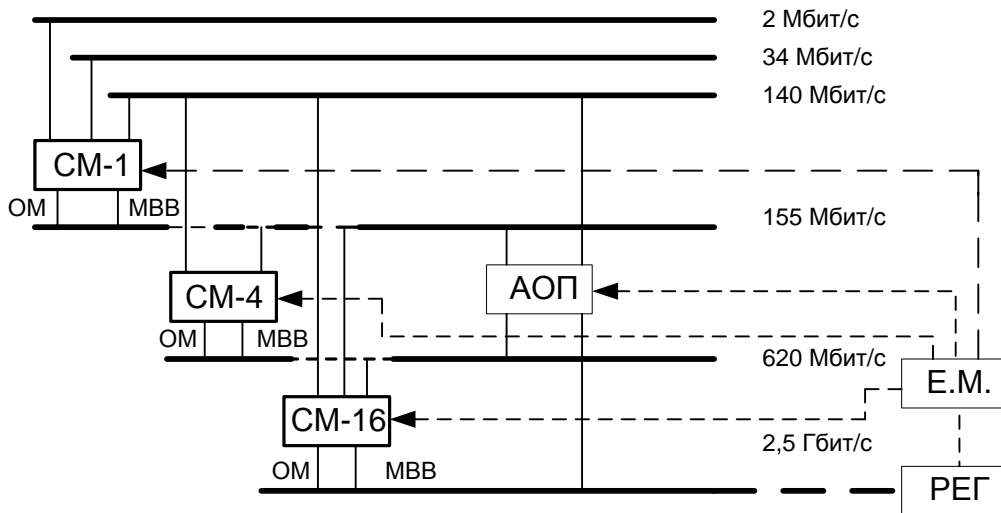 2 Мбит/с
34 Мбит/с
140 Мбит/с
СМ-1
ОМ
МВВ
155 Мбит/с
СМ-4
АОП
ОМ
МВВ
620 Мбит/с
Е.М.
СМ-16
2,5 Гбит/с
ОМ
МВВ
РЕГ